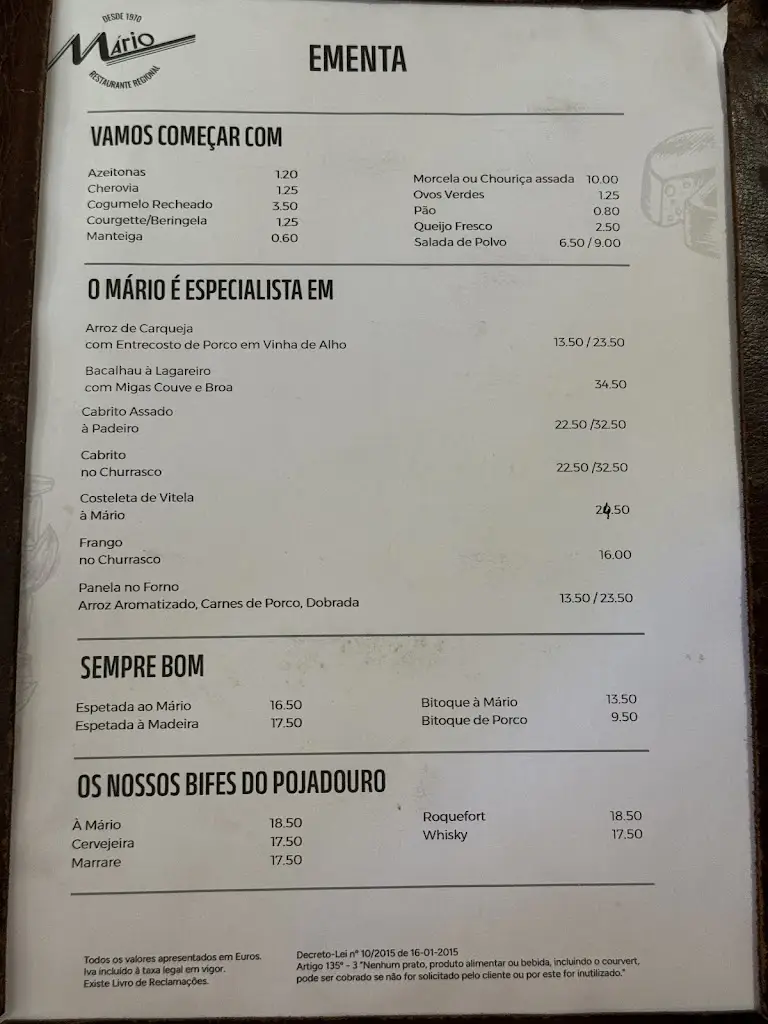 DESDE 1970
Mário
RESTAURANTE REGIONAL
EMENTA
VAMOS COMEÇAR COM
Azeitonas 1.20
Cherovia 1.25
Cogumelo Recheado 3.50
Courgette/Beringela 1.25
Manteiga 0.60
Morcela ou Chouriça assada 10.00
Ovos Verdes 1.25
Pão 0.80
Queijo Fresco 2.50
Salada de Polvo 6.50 / 9.00
O MÁRIO É ESPECIALISTA EM
Arroz de Carqueja
com Entrecosto de Porco em Vinha de Alho 13.50 / 23.50
Bacalhau à Lagareiro
com Migas Couve e Broa 34.50
Cabrito Assado
à Padeiro 22.50 /32.50
Cabrito
no Churrasco 22.50 /32.50
Costeleta de Vitela
à Mário 24.50
Frango
no Churrasco 16.00
Panela no Forno
Arroz Aromatizado, Carnes de Porco, Dobrada 13.50 / 23.50
SEMPRE BOM
Espetada ao Mário 16.50
Espetada à Madeira 17.50
Bitoque à Mário 13.50
Bitoque de Porco 9.50
OS NOSSOS BIFES DO POJADOURO
À Mário 18.50
Cervejeira 17.50
Marrare 17.50
Roquefort 18.50
Whisky 17.50
Todos os valores apresentados em Euros.
Iva incluído à taxa legal em vigor.
Existe Livro de Reclamações.
Decreto-Lei nº 10/2015 de 16-01-2015
Artigo 135º - 3 "Nenhum prato, produto alimentar ou bebida, incluindo o courvert,
pode ser cobrado se não for solicitado pelo cliente ou por este for inutilizado."